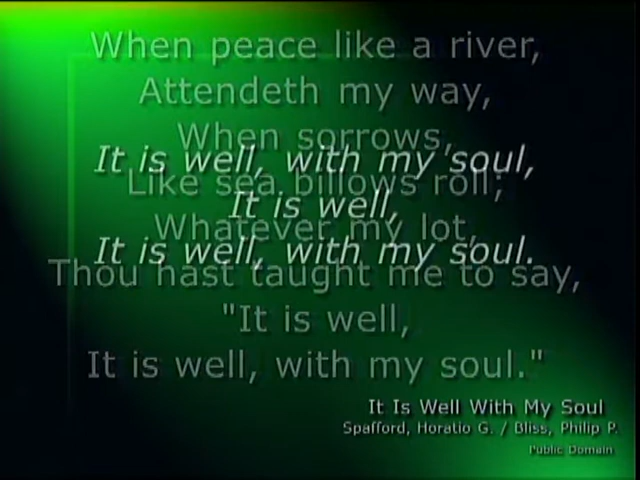 When peace like a river,
Attendeth my way,
When sorrows,
It is well, with my soul,
Like sea billows roll;
It is well,
Whatever my lot,
It is well, with my soul.
Thou hast taught me to say,
"It is well,
It is well, with my soul."
It Is Well With My Soul
Spafford, Horatio G. / Bliss, Philip P.
Public Domain